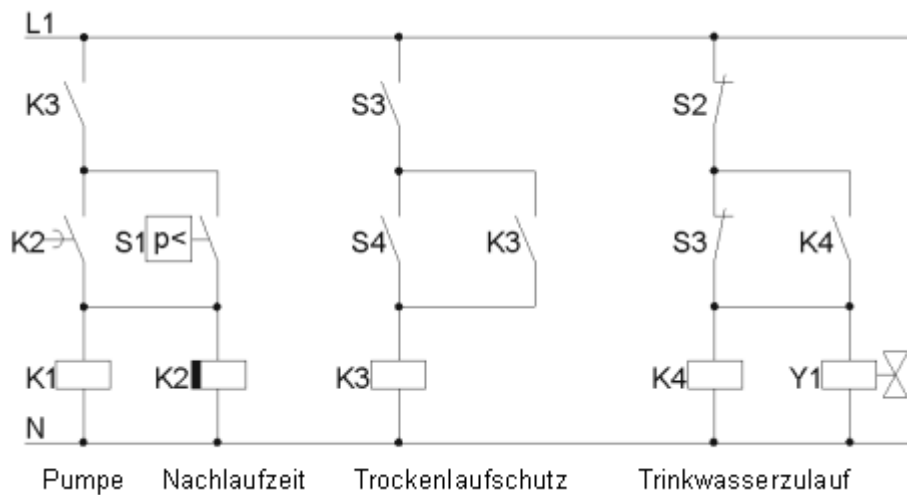 L1
K3 S3 S2
K2 S1 p< S4 K3 S3 K4
K1 K2 K3 K4 Y1
N
Pumpe Nachlaufzeit Trockenlaufschutz Trinkwasserzulauf